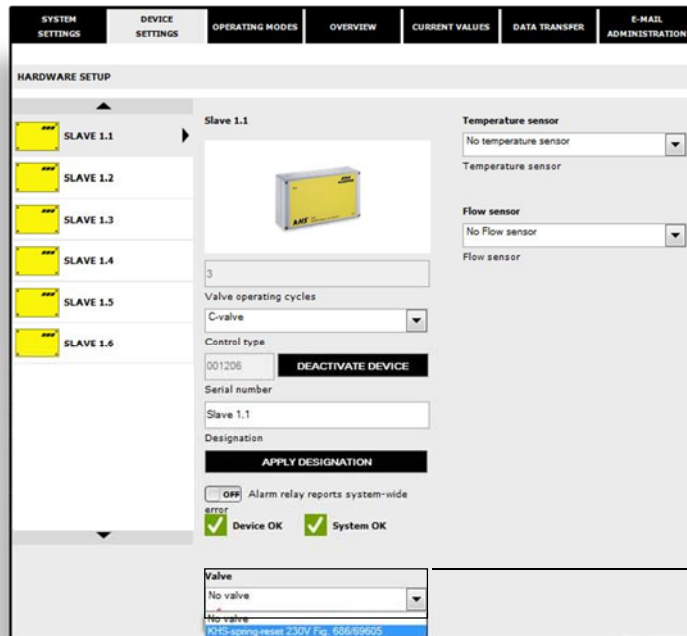 SYSTEM SETTINGS
DEVICE SETTINGS
OPERATING MODES
OVERVIEW
CURRENT VALUES
DATA TRANSFER
E-MAIL ADMINISTRATION
HARDWARE SETUP
SLAVE 1.1
SLAVE 1.2
SLAVE 1.3
SLAVE 1.4
SLAVE 1.5
SLAVE 1.6
Slave 1.1
KHS
3
Valve operating cycles
C-valve
Control type
001206
DEACTIVATE DEVICE
Serial number
Slave 1.1
Designation
APPLY DESIGNATION
OFF Alarm relay reports system-wide
error
Device OK
System OK
Valve
No valve
No valve
KHS-spring-reset 230V Fig. 686/69605
Temperature sensor
No temperature sensor
Temperature sensor
Flow sensor
No Flow sensor
Flow sensor